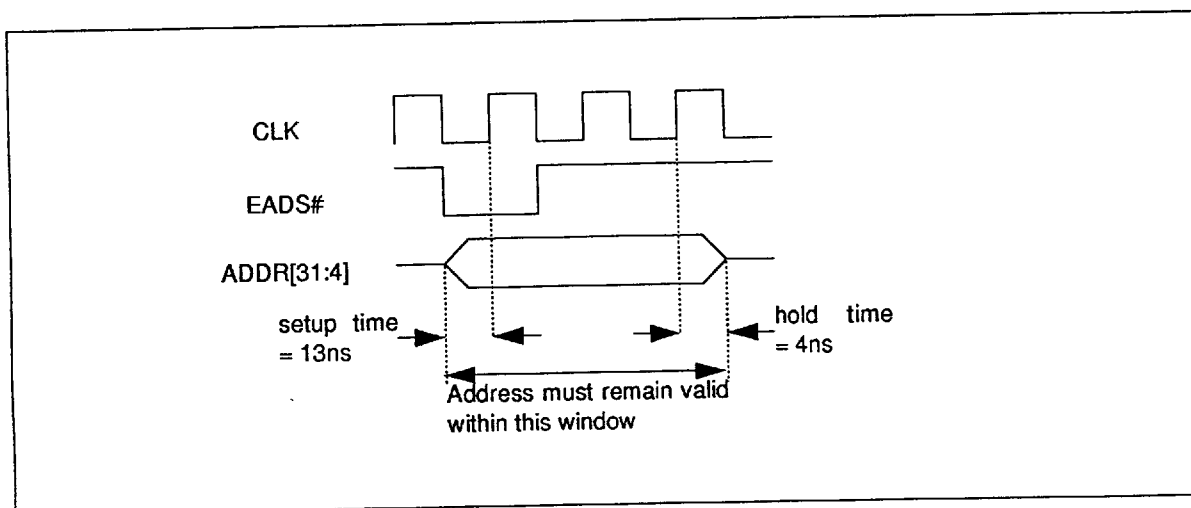 CLK
EADS#
ADDR[31:4]
setup time
= 13ns
hold time
= 4ns
Address must remain valid
within this window